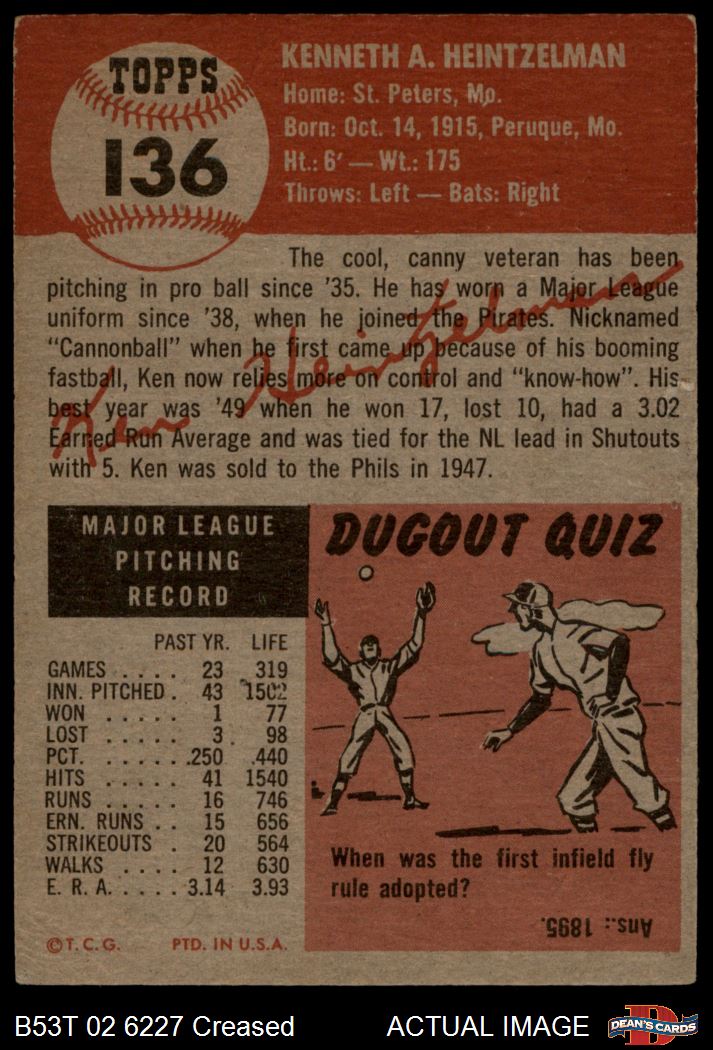 TOPPS
136
KENNETH A. HEINTZELMAN
Home: St. Peters, Mo.
Born: Oct. 14, 1915, Peruque, Mo.
Ht.: 6' — Wt.: 175
Throws: Left — Bats: Right
The cool, canny veteran has been
pitching in pro ball since '35. He has worn a Major League
uniform since '38, when he joined the Pirates. Nicknamed
"Cannonball" when he first came up because of his booming
fastball, Ken now relies more on control and "know-how". His
best year was '49 when he won 17, lost 10, had a 3.02
Earned Run Average and was tied for the NL lead in Shutouts
with 5. Ken was sold to the Phils in 1947.
Ken Heintzelman
MAJOR LEAGUE
PITCHING
RECORD
PAST YR. LIFE
GAMES . . . . 23 319
INN. PITCHED . 43 1502
WON . . . . . 1 77
LOST . . . . . 3 98
PCT. . . . . . .250 .440
HITS . . . . . 41 1540
RUNS . . . . . 16 746
ERN. RUNS . . 15 656
STRIKEOUTS . 20 564
WALKS . . . . 12 630
E. R. A. . . . . 3.14 3.93
© T. C. G. PTD. IN U.S.A.
DUGOUT QUIZ
When was the first infield fly
rule adopted?
Ans.: 1895.
B53T 02 6227 Creased ACTUAL IMAGE
DEAN'S CARDS